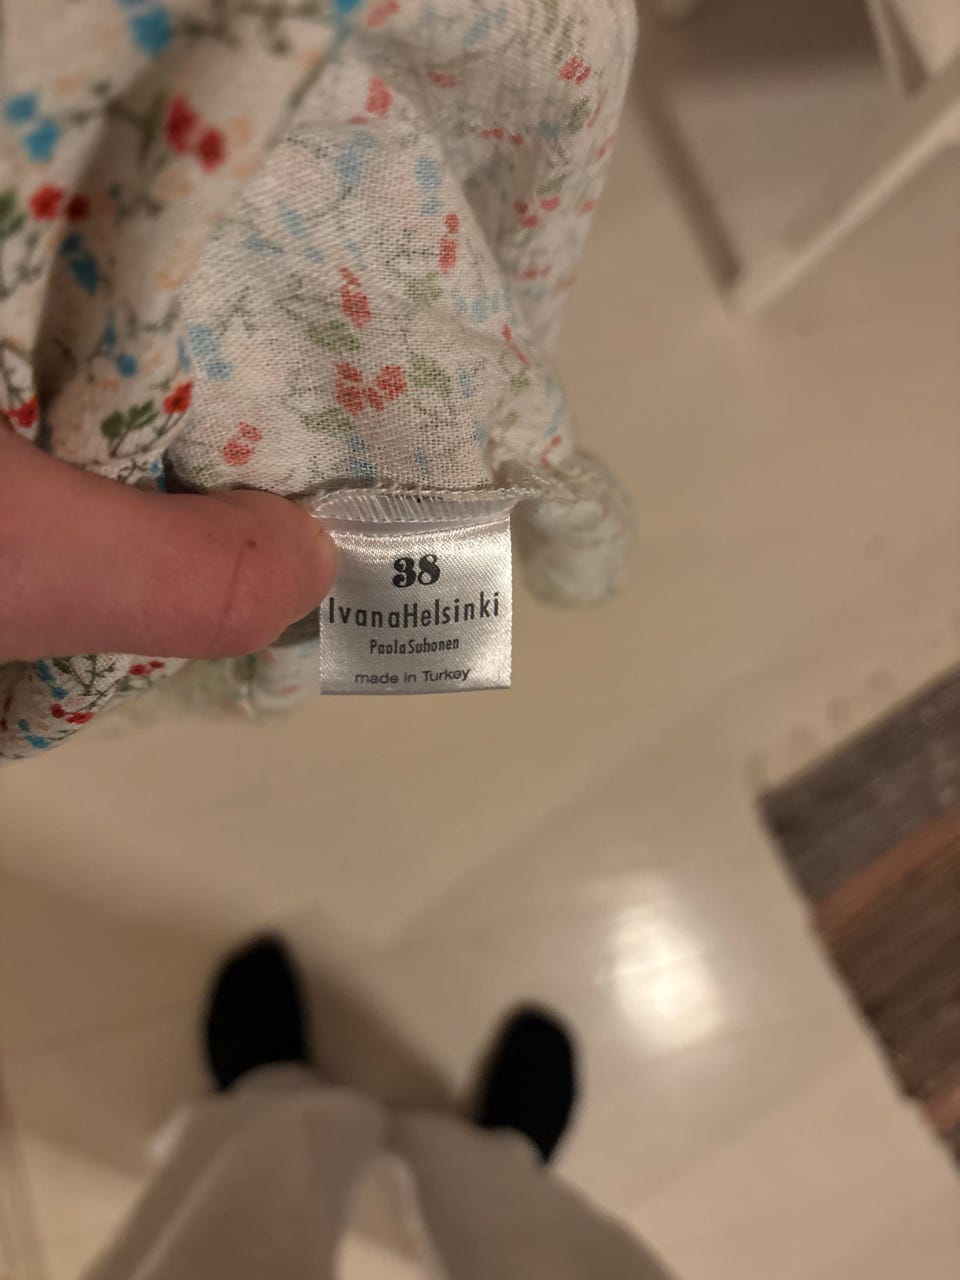 38
IvanaHelsinki
PaolaSuhonen
made in Turkey